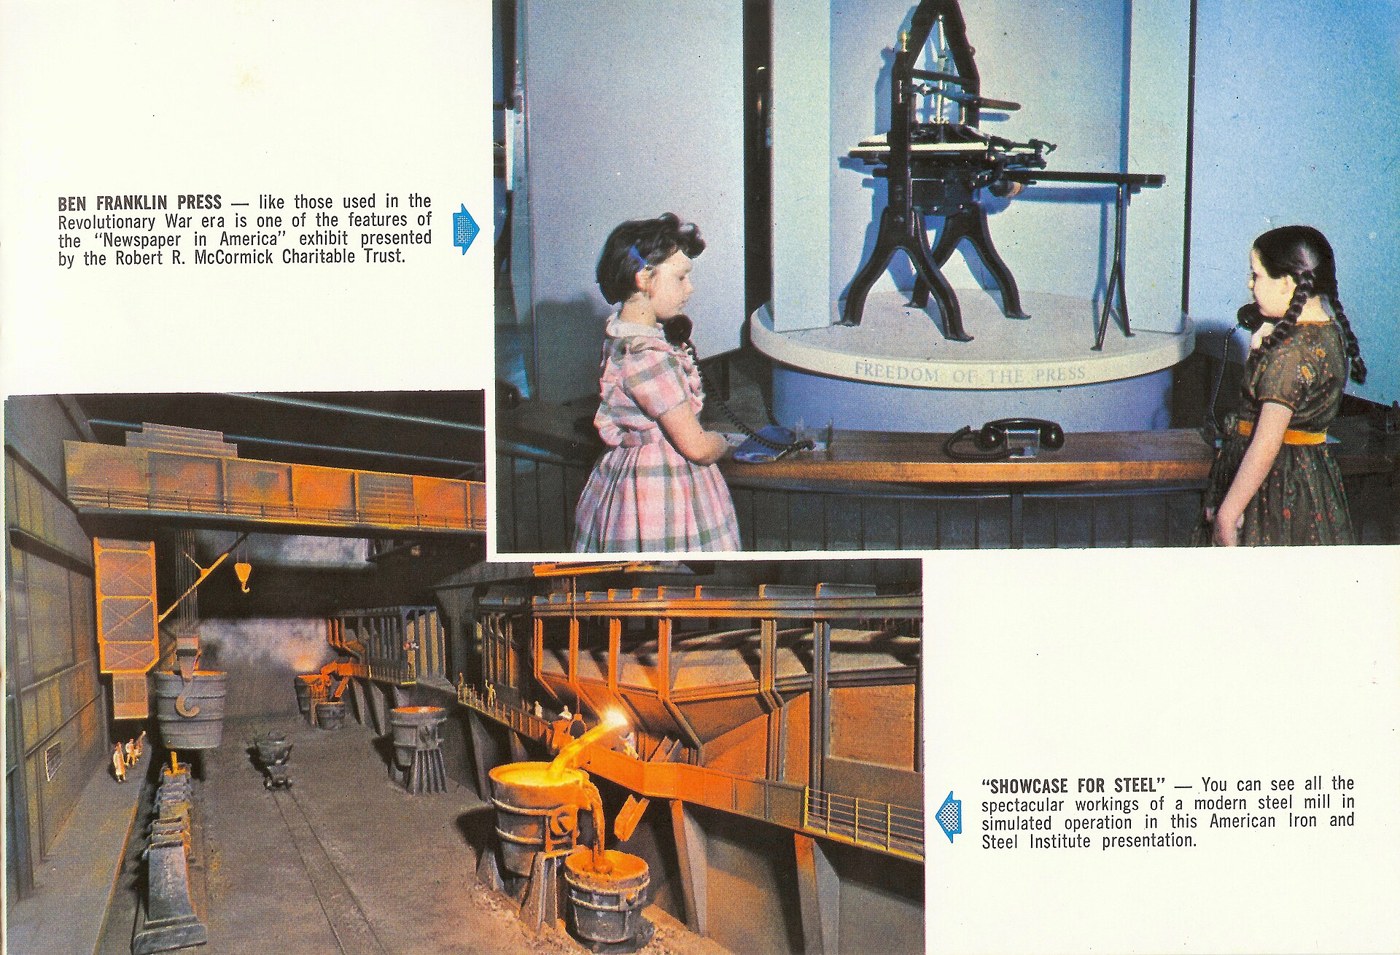 BEN FRANKLIN PRESS — like those used in the
Revolutionary War era is one of the features of
the “Newspaper in America” exhibit presented
by the Robert R. McCormick Charitable Trust.
FREEDOM OF THE PRESS
“SHOWCASE FOR STEEL” — You can see all the
spectacular workings of a modern steel mill in
simulated operation in this American Iron and
Steel Institute presentation.